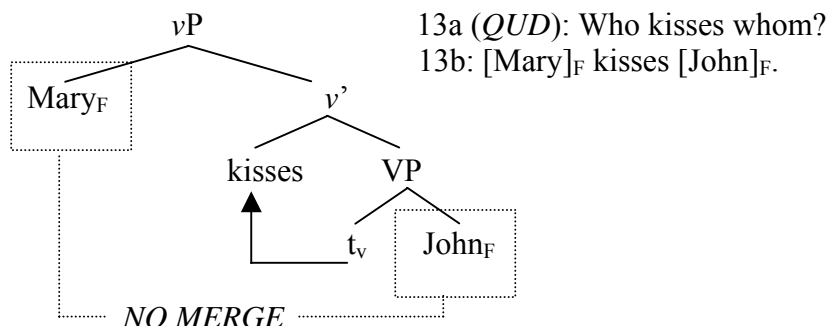 vP
13a (QUD): Who kisses whom?
13b: [Mary]F kisses [John]F.
MaryF
v'
kisses
VP
tv
JohnF
NO MERGE